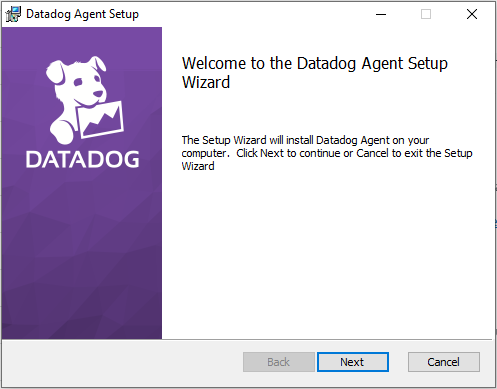 Datadog Agent Setup
Welcome to the Datadog Agent Setup
Wizard
DATADOG
The Setup Wizard will install Datadog Agent on your
computer.  Click Next to continue or Cancel to exit the Setup
Wizard
Back
Next
Cancel